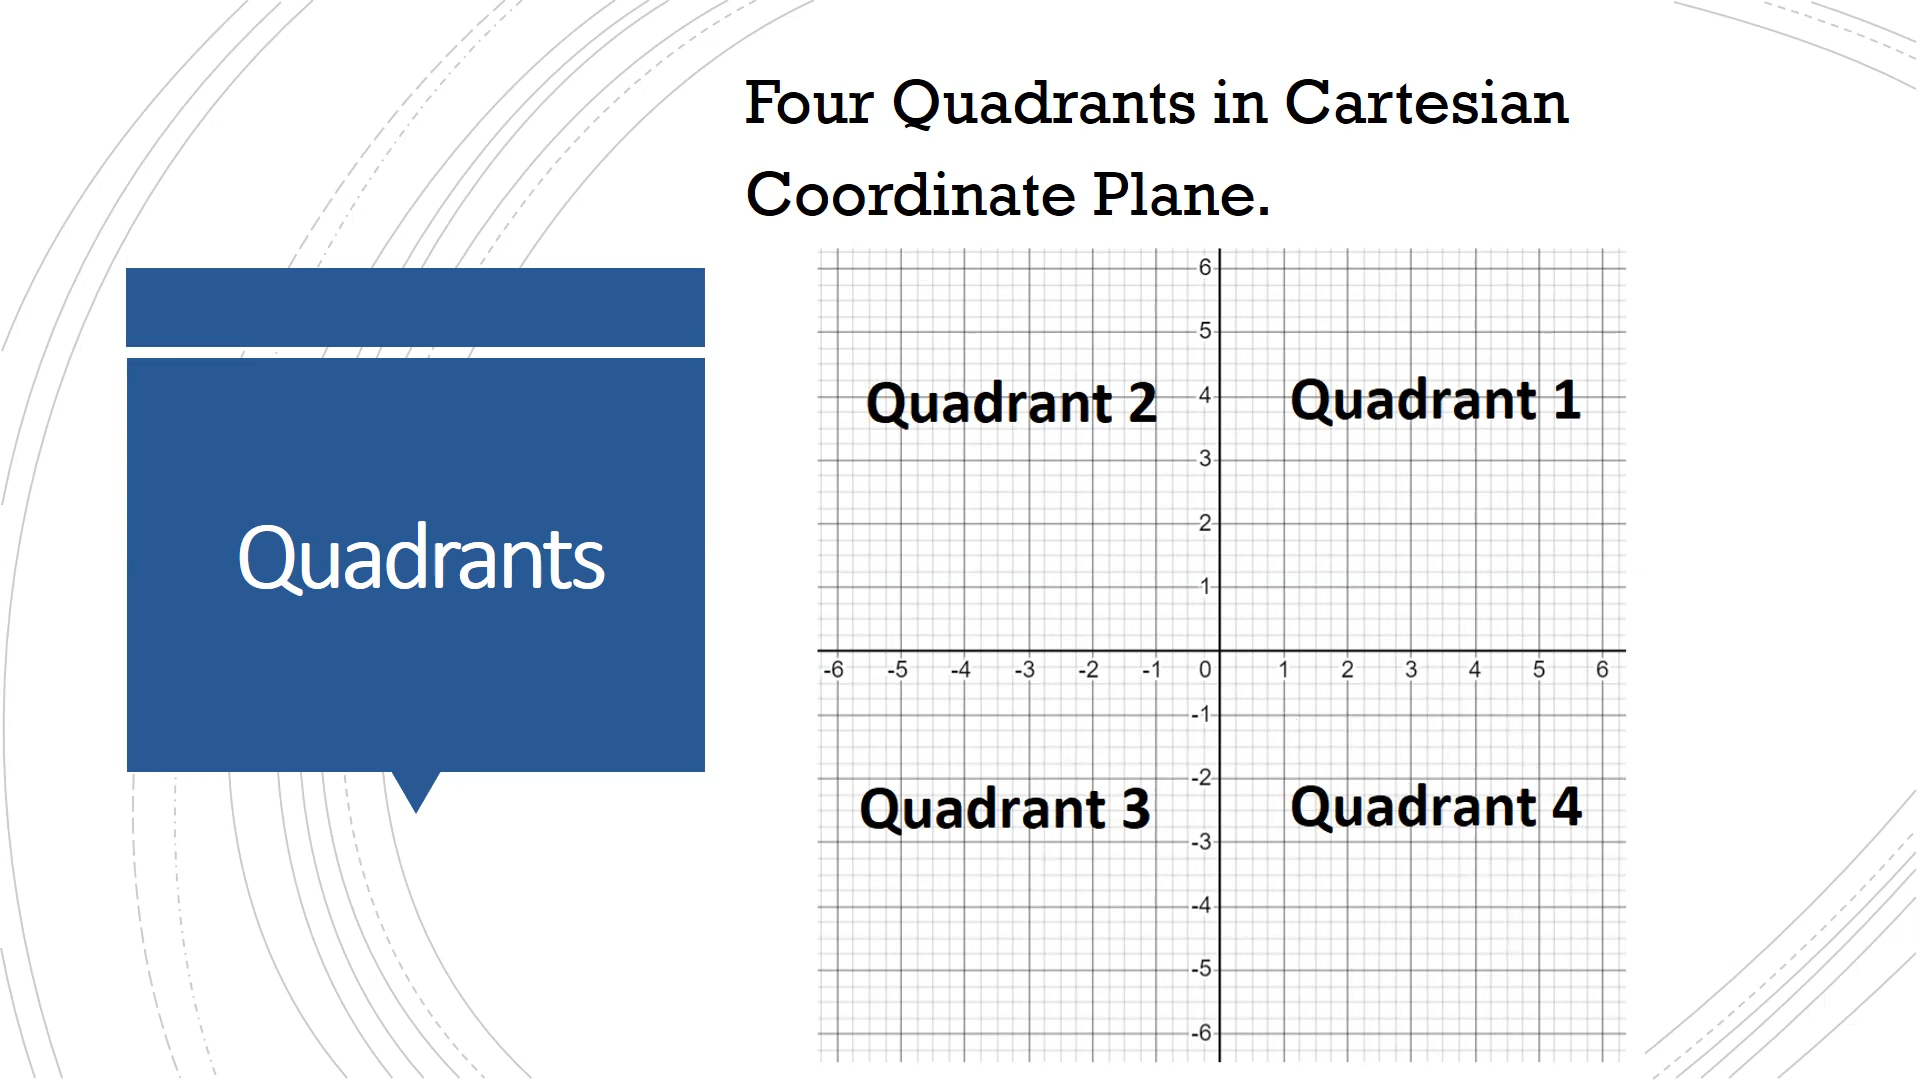 Four Quadrants in Cartesian
Coordinate Plane.
Quadrants
6
5
Quadrant 2 4 Quadrant 1
3
2
1
-6 -5 -4 -3 -2 -1 0 1 2 3 4 5 6
-1
-2
Quadrant 3 Quadrant 4
-3
-4
-5
-6